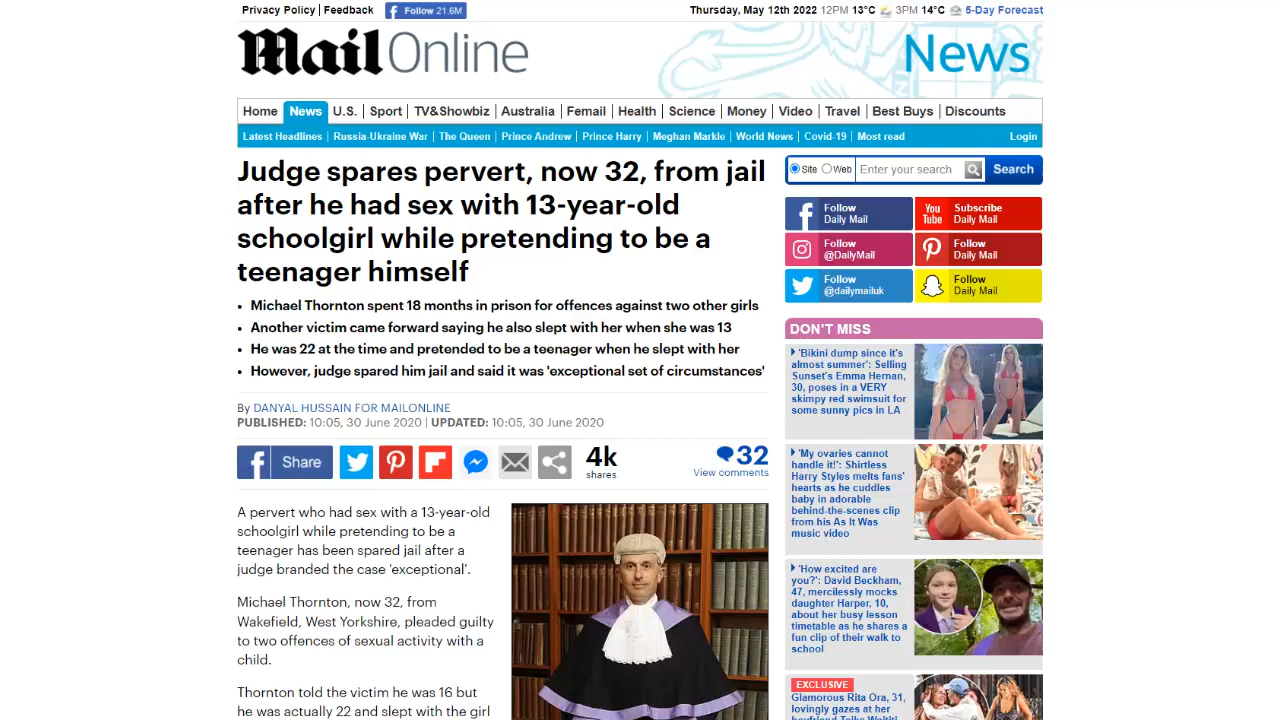 Privacy Policy | Feedback
Follow 21.6M
Thursday, May 12th 2022 12PM 13°C 3PM 14°C 5-Day Forecast
Mail Online
News
Home News U.S. Sport TV&Showbiz Australia Femail Health Science Money Video Travel Best Buys Discounts
Latest Headlines Russia-Ukraine War The Queen Prince Andrew Prince Harry Meghan Markle World News Covid-19 Most read Login
Judge spares pervert, now 32, from jail
after he had sex with 13-year-old
schoolgirl while pretending to be a
teenager himself
• Michael Thornton spent 18 months in prison for offences against two other girls
• Another victim came forward saying he also slept with her when she was 13
• He was 22 at the time and pretended to be a teenager when he slept with her
• However, judge spared him jail and said it was 'exceptional set of circumstances'
By DANYAL HUSSAIN FOR MAILONLINE
PUBLISHED: 10:05, 30 June 2020 | UPDATED: 10:05, 30 June 2020
Share
4k
shares
32
View comments
A pervert who had sex with a 13-year-old
schoolgirl while pretending to be a
teenager has been spared jail after a
judge branded the case 'exceptional'.
Michael Thornton, now 32, from
Wakefield, West Yorkshire, pleaded guilty
to two offences of sexual activity with a
child.
Thornton told the victim he was 16 but
he was actually 22 and slept with the girl
Site Web Enter your search Search
Follow
Daily Mail
You
Tube
Subscribe
Daily Mail
Follow
@DailyMail
Follow
Daily Mail
Follow
@dailymailuk
Follow
Daily Mail
DON'T MISS
'Bikini dump since it's
almost summer': Selling
Sunset's Emma Hernan,
30, poses in a VERY
skimpy red swimsuit for
some sunny pics in LA
'My ovaries cannot
handle it!': Shirtless
Harry Styles melts fans'
hearts as he cuddles
baby in adorable
behind-the-scenes clip
from his As It Was
music video
'How excited are
you?': David Beckham,
47, mercilessly mocks
daughter Harper, 10,
about her busy lesson
timetable as he shares a
fun clip of their walk to
school
EXCLUSIVE
Glamorous Rita Ora, 31,
lovingly gazes at her
boyfriend Taika Waititi